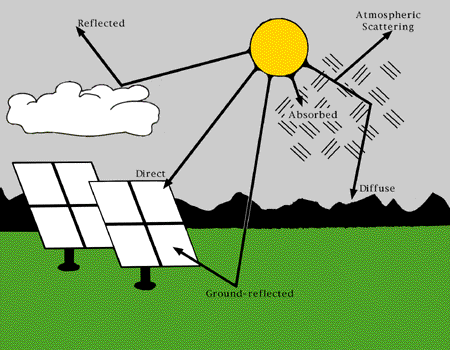 Reflected
Atmospheric
Scattering
Absorbed
Direct
Diffuse
Ground-reflected